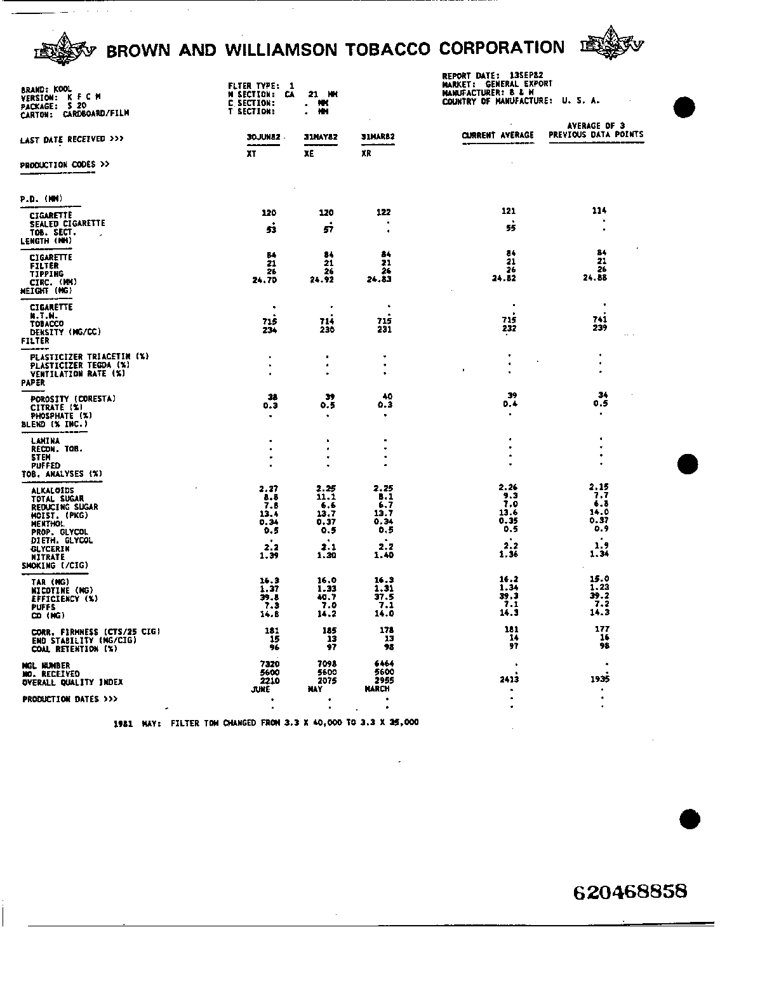 BROWN AND WILLIAMSON TOBACCO CORPORATION
BRAND: KOOL FLTER TYPE: 1 REPORT DATE: 13SEP82
VERSION: K F C M M SECTION: CA 21 MM MARKET: GENERAL EXPORT
PACKAGE: S 20 C SECTION: . MM MANUFACTURER: B & W
CARTON: CARDBOARD/FILM T SECTION: . MM COUNTRY OF MANUFACTURE: U. S. A.
LAST DATE RECEIVED >>> 30JUN82 31MAY82 31MAR82 CURRENT AVERAGE AVERAGE OF 3 PREVIOUS DATA POINTS
PRODUCTION CODES >> XT XE XR
P.D. (MM)
CIGARETTE 120 120 122 121 114
SEALED CIGARETTE . . . . .
TOB. SECT. 53 57 . 55 .
LENGTH (MM)
CIGARETTE 84 84 84 84 84
FILTER 21 21 21 21 21
TIPPING 26 26 26 26 26
CIRC. (MM) 24.70 24.92 24.83 24.82 24.88
WEIGHT (MG)
CIGARETTE . . . . .
N.T.W. . . . . .
TOBACCO 715 714 715 715 741
DENSITY (MG/CC) 234 230 231 232 239
FILTER
PLASTICIZER TRIACETIN (%) . . . . .
PLASTICIZER TEGDA (%) . . . . .
VENTILATION RATE (%) . . . . .
PAPER
POROSITY (CORESTA) 38 39 40 39 34
CITRATE (%) 0.3 0.5 0.3 0.4 0.5
PHOSPHATE (%) . . . . .
BLEND (% INC.)
LAMINA . . . . .
RECON. TOB. . . . . .
STEM . . . . .
PUFFED . . . . .
TOB. ANALYSES (%)
ALKALOIDS 2.27 2.25 2.25 2.26 2.15
TOTAL SUGAR 8.8 11.1 8.1 9.3 7.7
REDUCING SUGAR 7.8 6.6 6.7 7.0 6.8
MOIST. (PKG) 13.4 13.7 13.7 13.6 14.0
MENTHOL 0.34 0.37 0.34 0.35 0.37
PROP. GLYCOL 0.5 0.5 0.5 0.5 0.9
DIETH. GLYCOL . . . . .
GLYCERIN 2.2 2.1 2.2 2.2 1.9
NITRATE 1.39 1.30 1.40 1.36 1.34
SMOKING (/CIG)
TAR (MG) 16.3 16.0 16.3 16.2 15.0
NICOTINE (MG) 1.37 1.33 1.31 1.34 1.23
EFFICIENCY (%) 39.8 40.7 37.5 39.3 39.2
PUFFS 7.3 7.0 7.1 7.1 7.2
CO (MG) 14.8 14.2 14.0 14.3 14.3
CORR. FIRMNESS (CTS/25 CIG) 181 185 178 181 177
END STABILITY (MG/CIG) 15 13 13 14 16
COAL RETENTION (%) 96 97 98 97 98
MGL NUMBER 7320 7098 6464 . .
NO. RECEIVED 5600 5600 5600 . .
OVERALL QUALITY INDEX 2210 2075 2955 2413 1935
JUNE MAY MARCH .
PRODUCTION DATES >>> . . . . .
1981 MAY: FILTER TOW CHANGED FROM 3.3 X 40,000 TO 3.3 X 35,000
620468858